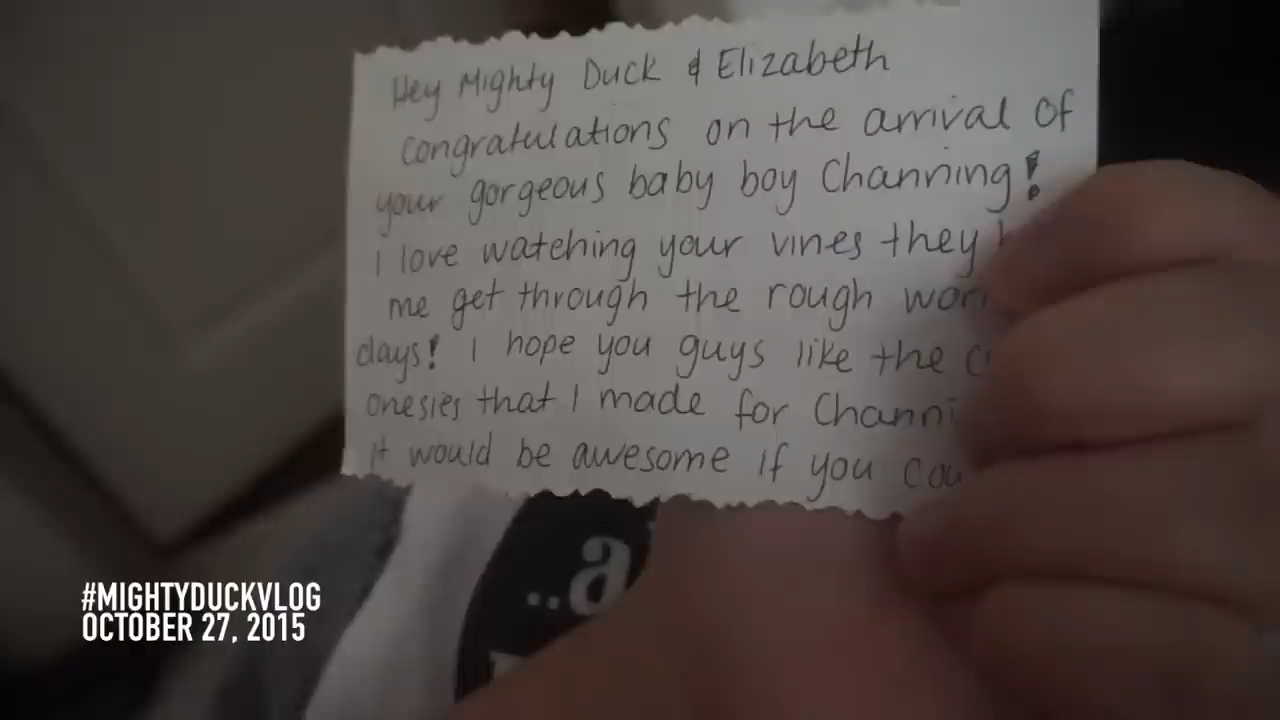 Hey Mighty Duck & Elizabeth
congratulations on the arrival of
your gorgeous baby boy Channing!
i love watching your vines they
me get through the rough
days! I hope you guys like the
onesies that I made for
It would be awesome if you
..a
#MIGHTYDUCKVLOG
OCTOBER 27, 2015